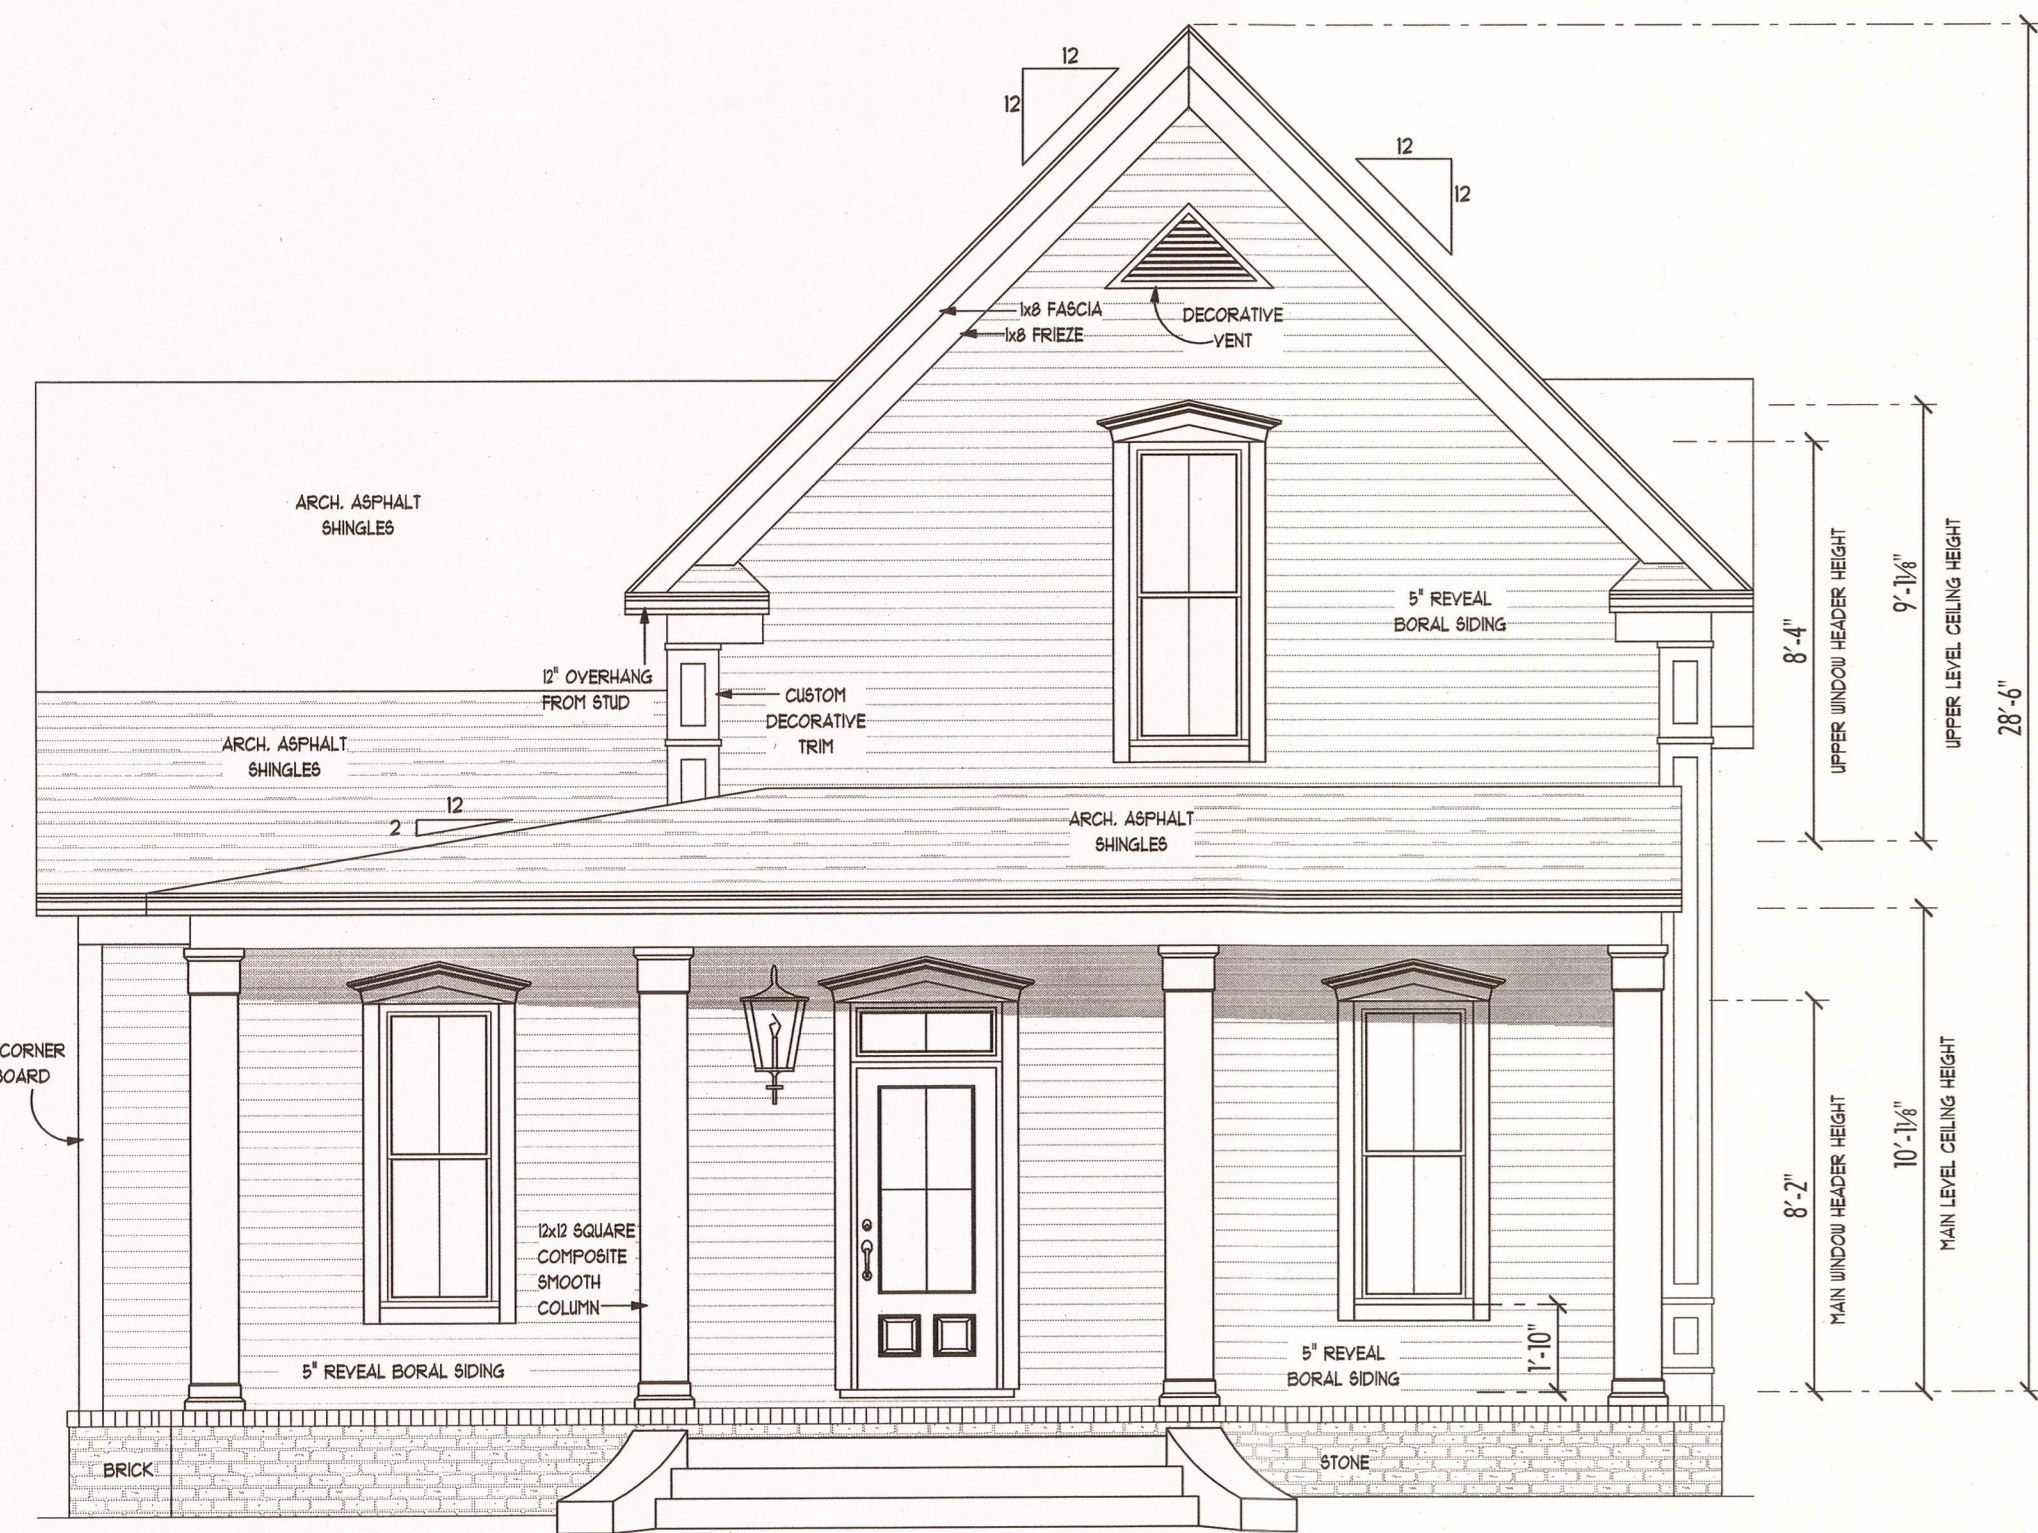 12
12
12
12
1x8 FASCIA
1x8 FRIEZE
DECORATIVE
VENT
ARCH. ASPHALT
SHINGLES
5" REVEAL
BORAL SIDING
12" OVERHANG
FROM STUD
CUSTOM
DECORATIVE
TRIM
ARCH. ASPHALT
SHINGLES
12
2
ARCH. ASPHALT
SHINGLES
8'-4"
UPPER WINDOW HEADER HEIGHT
9'-1 1/8"
UPPER LEVEL CEILING HEIGHT
28'-6"
CORNER
BOARD
12x12 SQUARE
COMPOSITE
SMOOTH
COLUMN
5" REVEAL BORAL SIDING
5" REVEAL
BORAL SIDING
1'-10"
8'-2"
MAIN WINDOW HEADER HEIGHT
10'-1 1/8"
MAIN LEVEL CEILING HEIGHT
BRICK
STONE